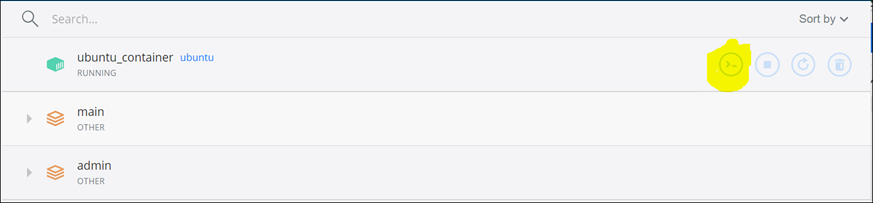 Search...
Sort by
ubuntu_container ubuntu
RUNNING
main
OTHER
admin
OTHER